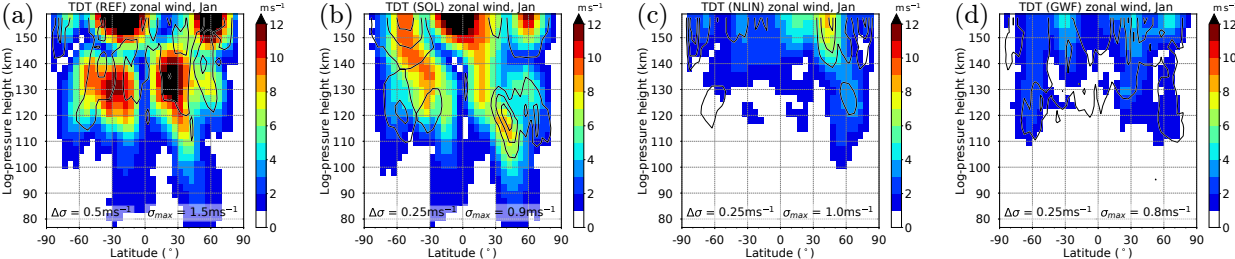 (a) TDT (REF) zonal wind, Jan
m s⁻¹
Log-pressure height (km)
150
140
130
120
110
100
90
80
12
10
8
6
4
2
0
Δσ = 0.5ms⁻¹ σmax = 1.5ms⁻¹
-90 -60 -30 0 30 60 90
Latitude (°)
(b) TDT (SOL) zonal wind, Jan
m s⁻¹
Log-pressure height (km)
150
140
130
120
110
100
90
80
12
10
8
6
4
2
0
Δσ = 0.25ms⁻¹ σmax = 0.9ms⁻¹
-90 -60 -30 0 30 60 90
Latitude (°)
(c) TDT (NLIN) zonal wind, Jan
m s⁻¹
Log-pressure height (km)
150
140
130
120
110
100
90
80
12
10
8
6
4
2
0
Δσ = 0.25ms⁻¹ σmax = 1.0ms⁻¹
-90 -60 -30 0 30 60 90
Latitude (°)
(d) TDT (GWF) zonal wind, Jan
m s⁻¹
Log-pressure height (km)
150
140
130
120
110
100
90
80
12
10
8
6
4
2
0
Δσ = 0.25ms⁻¹ σmax = 0.8ms⁻¹
-90 -60 -30 0 30 60 90
Latitude (°)